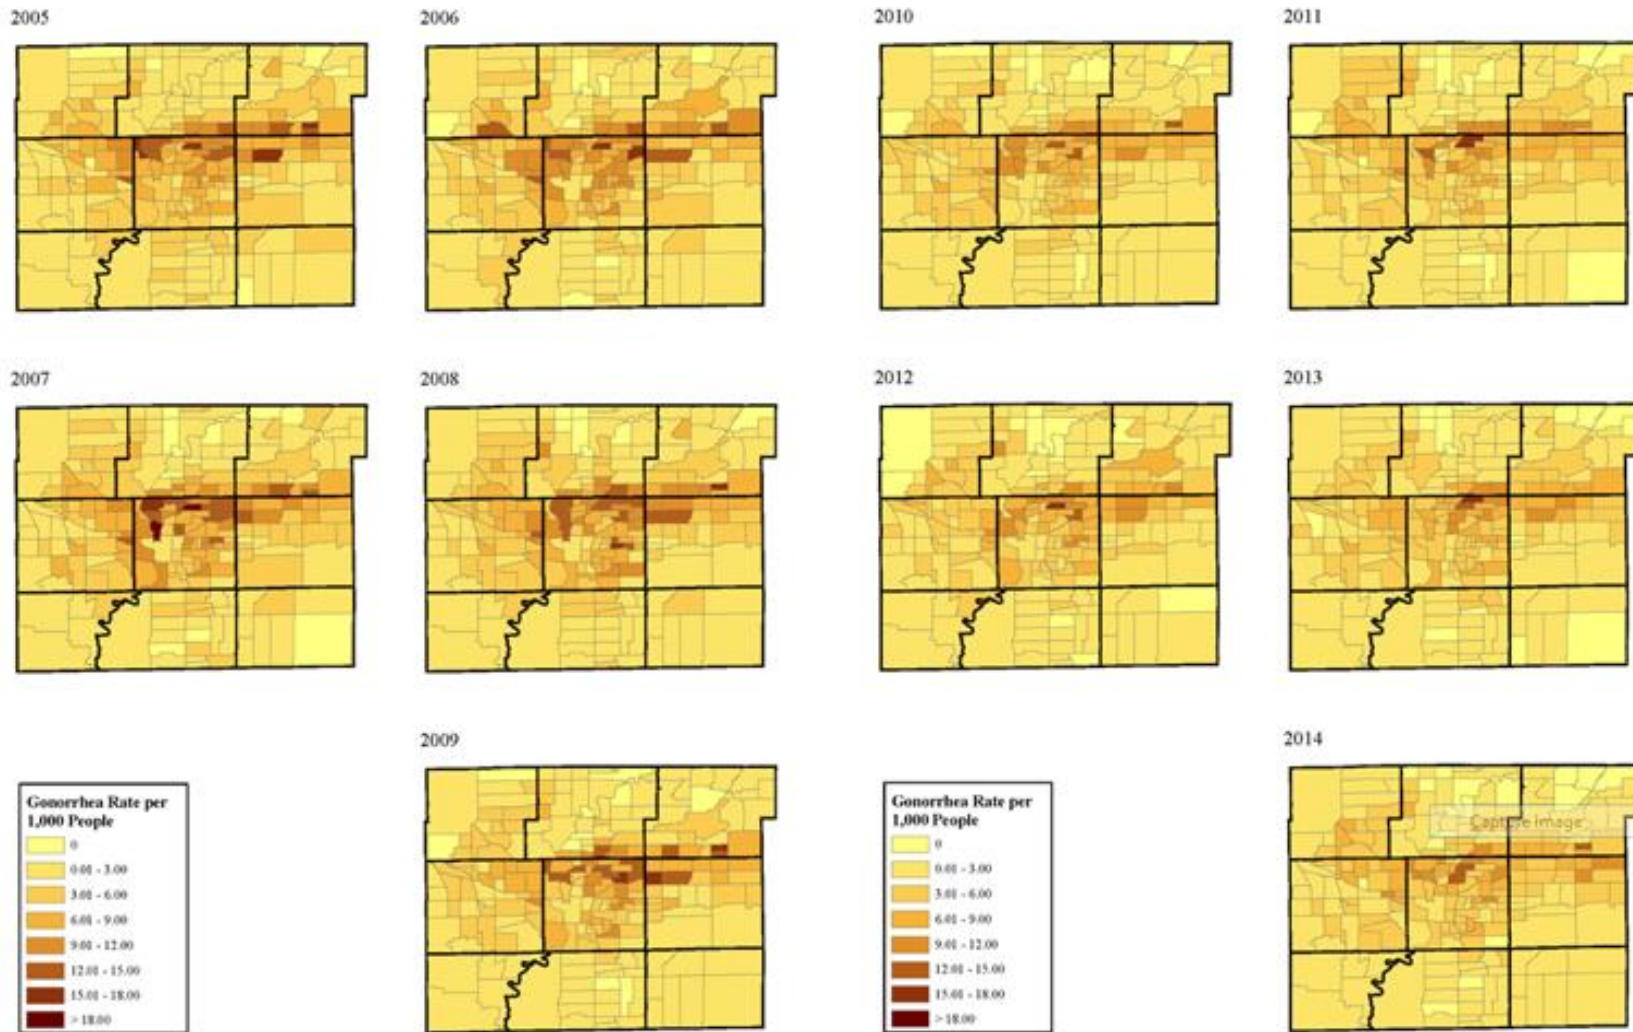 2005
2006
2010
2011
2007
2008
2012
2013
2009
2014
Gonorrhea Rate per
1,000 People
0
0.01 - 3.00
3.01 - 6.00
6.01 - 9.00
9.01 - 12.00
12.01 - 15.00
15.01 - 18.00
> 18.00
Gonorrhea Rate per
1,000 People
0
0.01 - 3.00
3.01 - 6.00
6.01 - 9.00
9.01 - 12.00
12.01 - 15.00
15.01 - 18.00
> 18.00
Capture Image